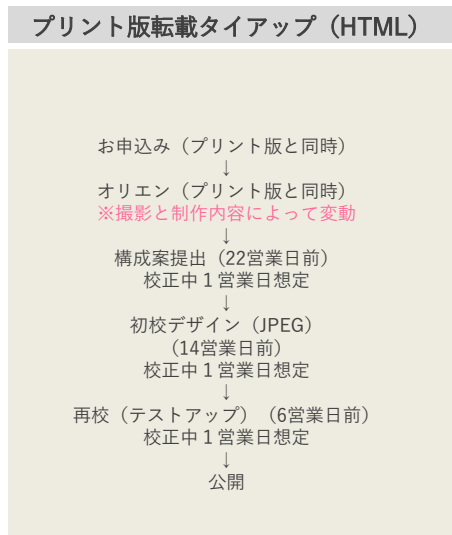 プリント版転載タイアップ（HTML）
お申込み（プリント版と同時）
↓
オリエン（プリント版と同時）
※撮影と制作内容によって変動
↓
構成案提出（22営業日前）
校正中１営業日想定
↓
初校デザイン（JPEG）
（14営業日前）
校正中１営業日想定
↓
再校（テストアップ）（6営業日前）
校正中１営業日想定
↓
公開